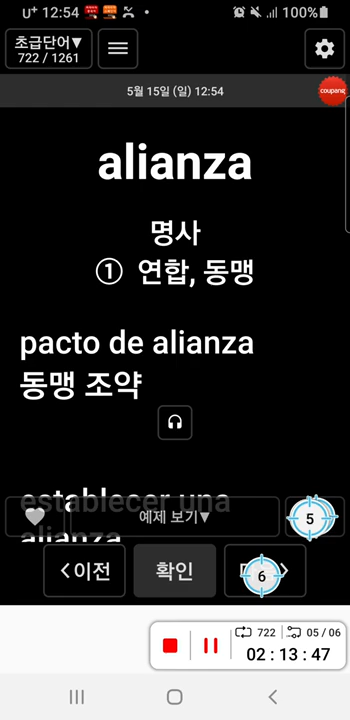 U+ 12:54
100%
초급단어▼
722 / 1261
5월 15일 (일) 12:54
coupang
alianza
명사
① 연합, 동맹
pacto de alianza
동맹 조약
establecer una
alianza
예제 보기▼
5
이전
확인
6
722
05 / 06
02 : 13 : 47